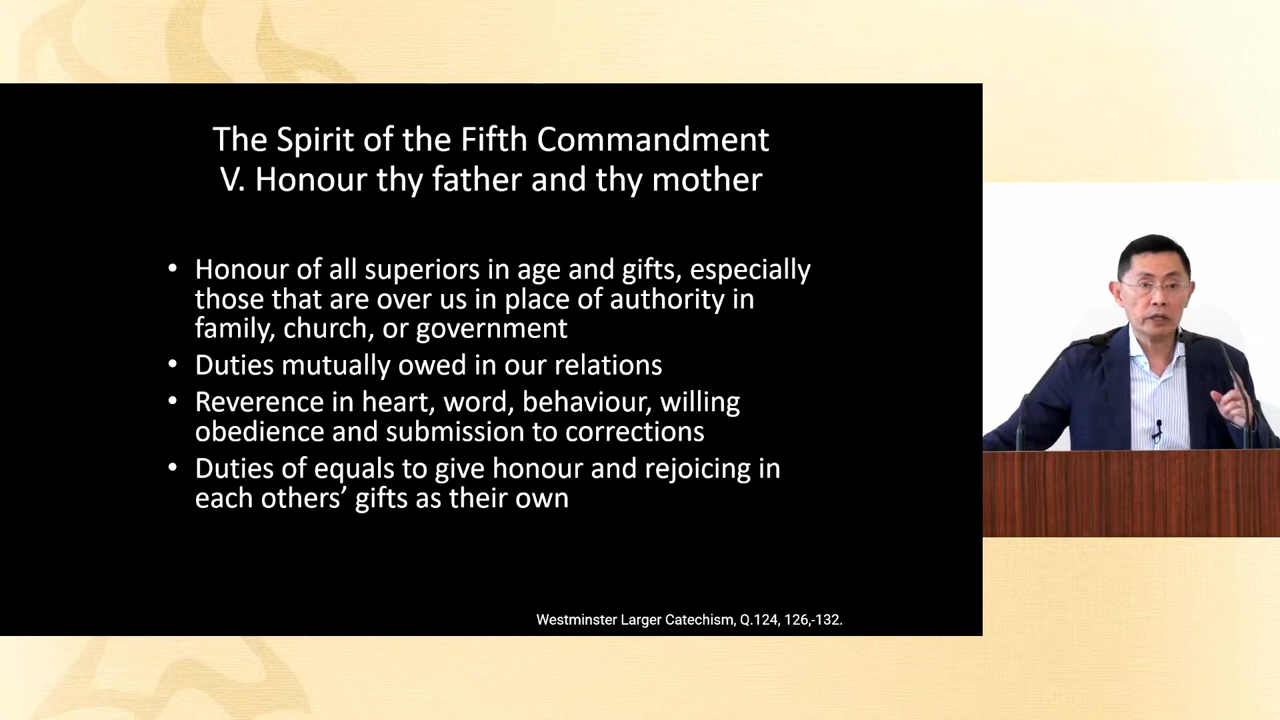 The Spirit of the Fifth Commandment
V. Honour thy father and thy mother
• Honour of all superiors in age and gifts, especially
those that are over us in place of authority in
family, church, or government
• Duties mutually owed in our relations
• Reverence in heart, word, behaviour, willing
obedience and submission to corrections
• Duties of equals to give honour and rejoicing in
each others’ gifts as their own
Westminster Larger Catechism, Q.124, 126,-132.